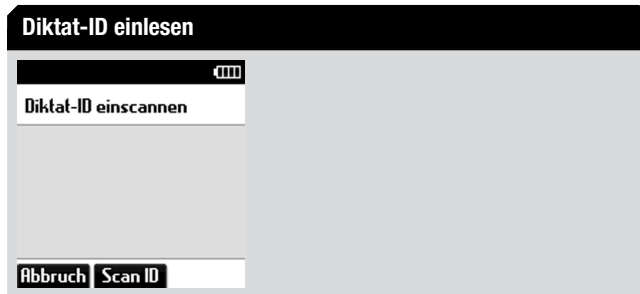 Diktat-ID einlesen
Diktat-ID einscannen
Abbruch Scan ID